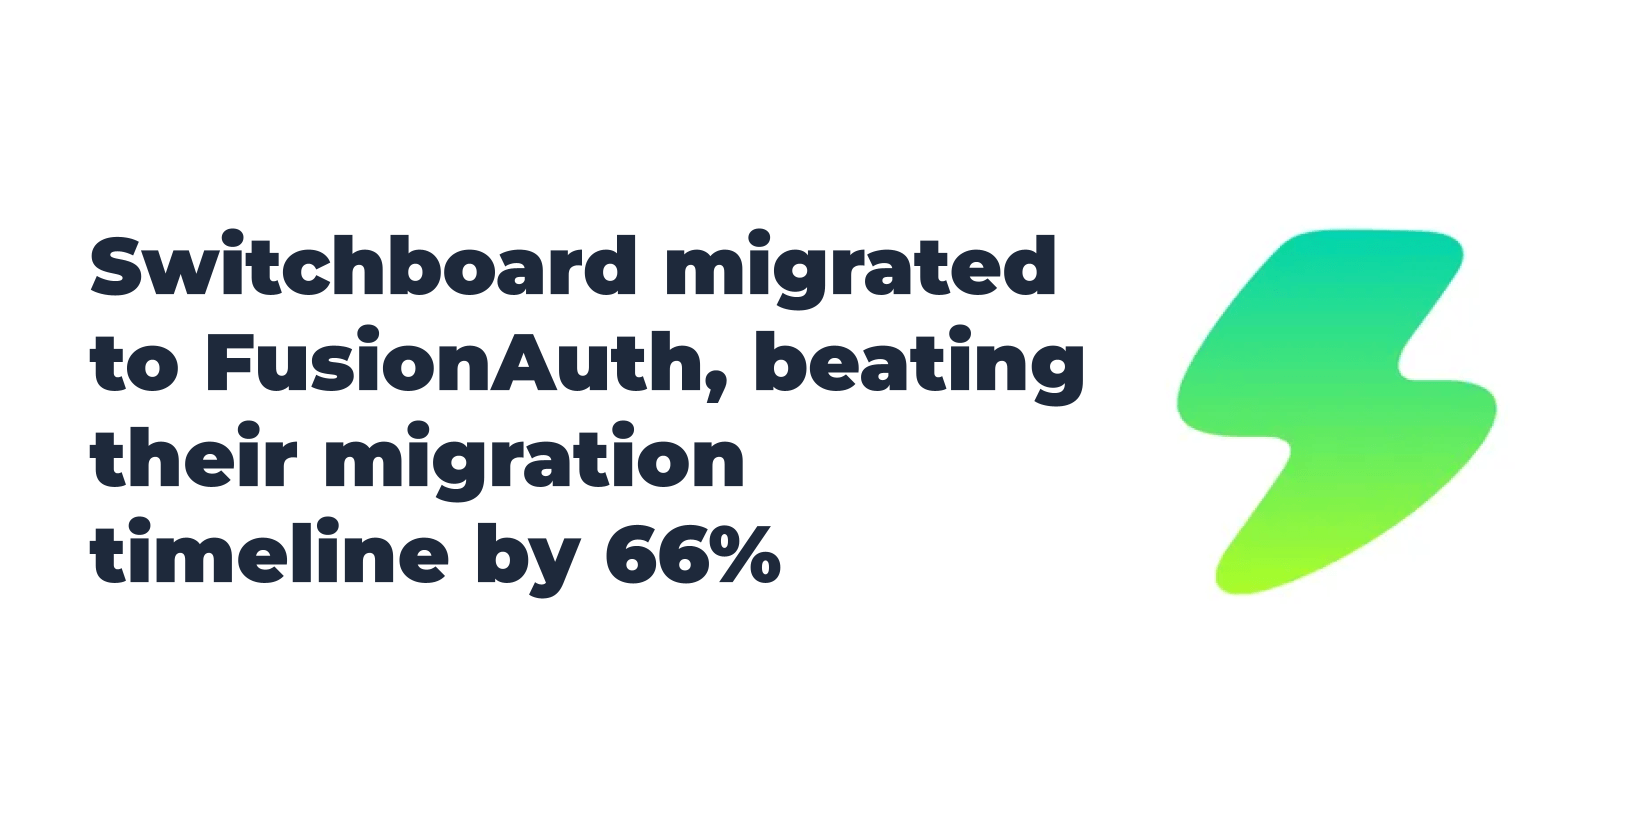 Switchboard migrated
to FusionAuth, beating
their migration
timeline by 66%